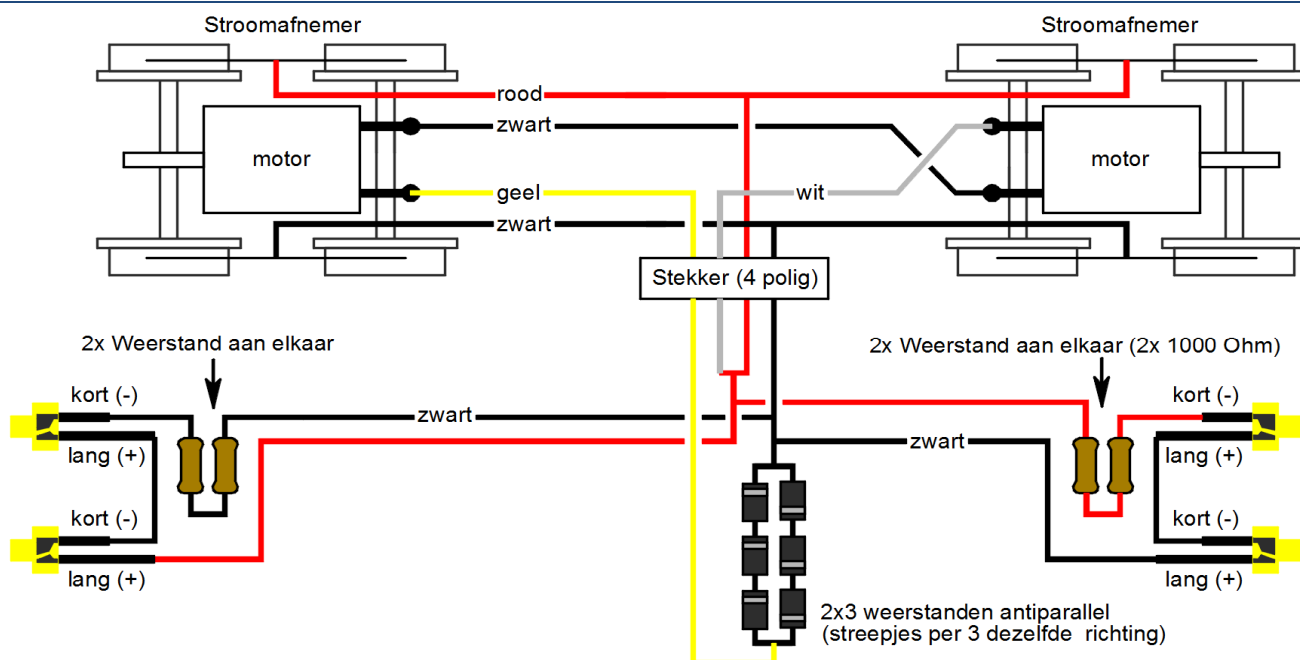 Stroomafnemer
Stroomafnemer
rood
zwart
motor
motor
geel
wit
zwart
Stekker (4 polig)
2x Weerstand aan elkaar
2x Weerstand aan elkaar (2x 1000 Ohm)
kort (-)
kort (-)
zwart
zwart
lang (+)
lang (+)
kort (-)
kort (-)
lang (+)
lang (+)
2x3 weerstanden antiparallel
(streepjes per 3 dezelfde richting)